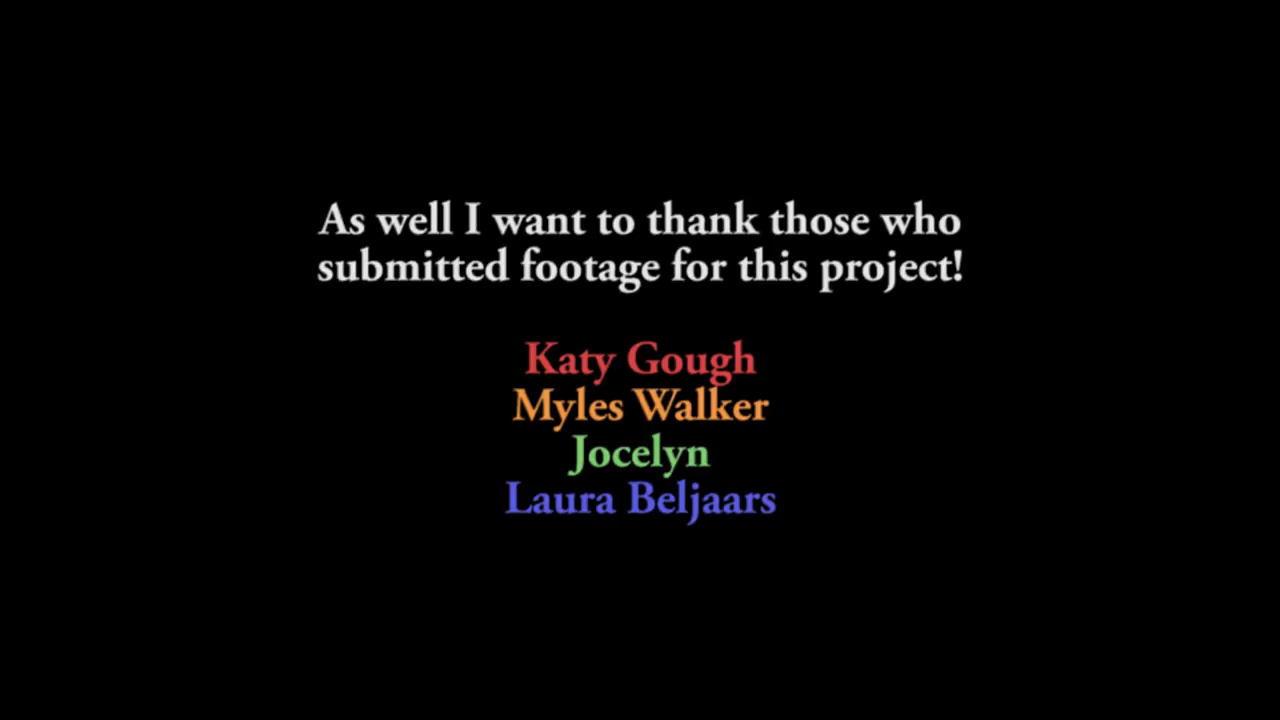 As well I want to thank those who
submitted footage for this project!
Katy Gough
Myles Walker
Jocelyn
Laura Beljaars